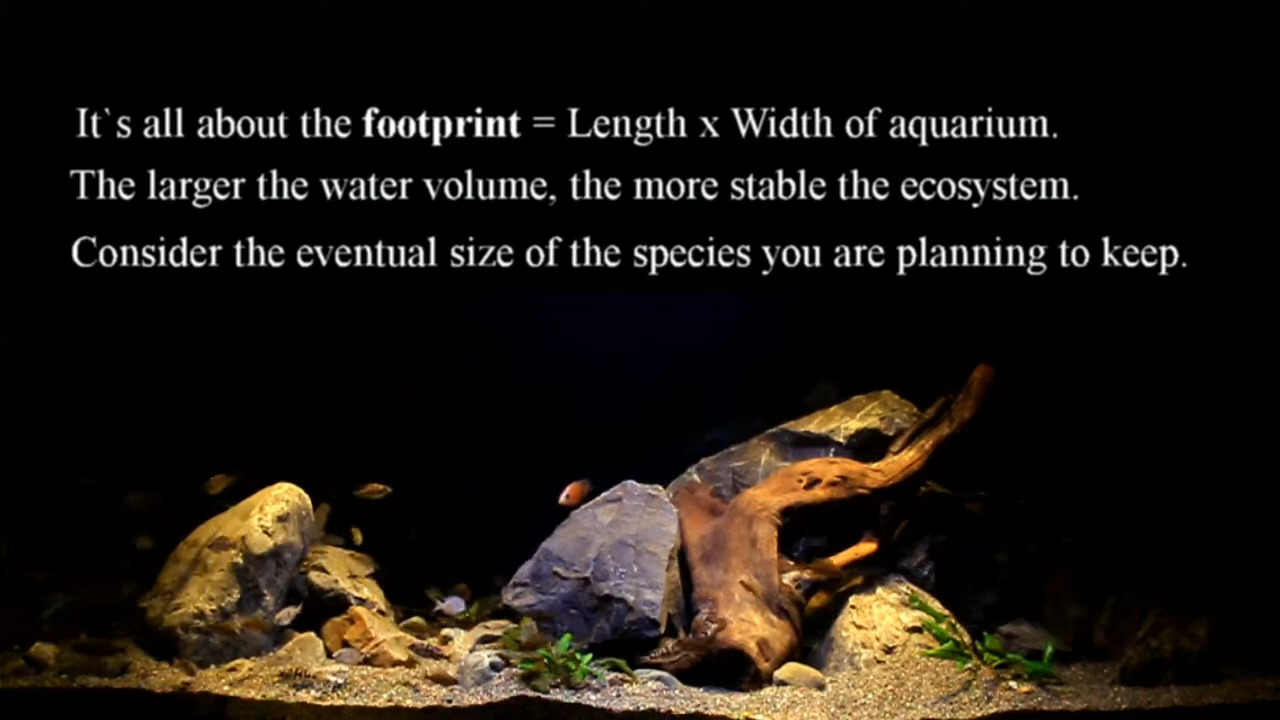 It`s all about the footprint = Length x Width of aquarium.
The larger the water volume, the more stable the ecosystem.
Consider the eventual size of the species you are planning to keep.